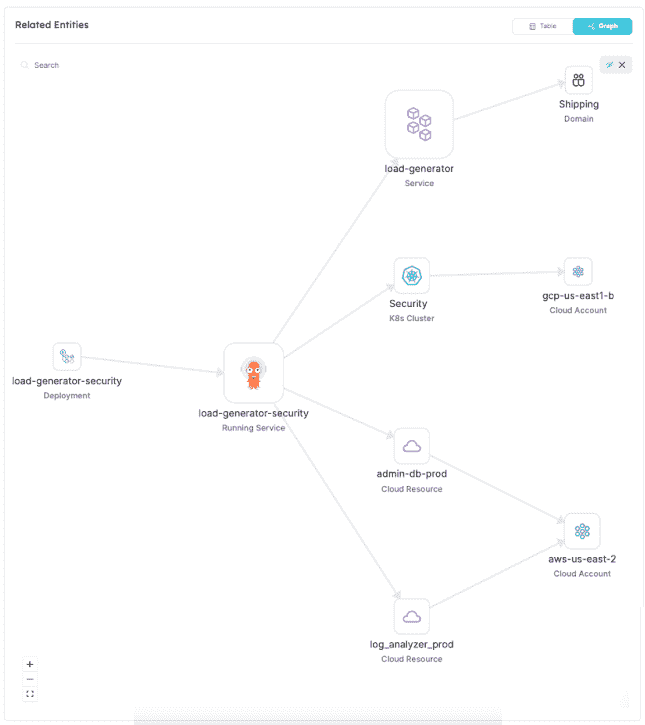 Related Entities
Table
Graph
Search
Shipping
Domain
load-generator
Service
Security
K8s Cluster
gcp-us-east1-b
Cloud Account
load-generator-security
Deployment
load-generator-security
Running Service
admin-db-prod
Cloud Resource
aws-us-east-2
Cloud Account
log_analyzer_prod
Cloud Resource